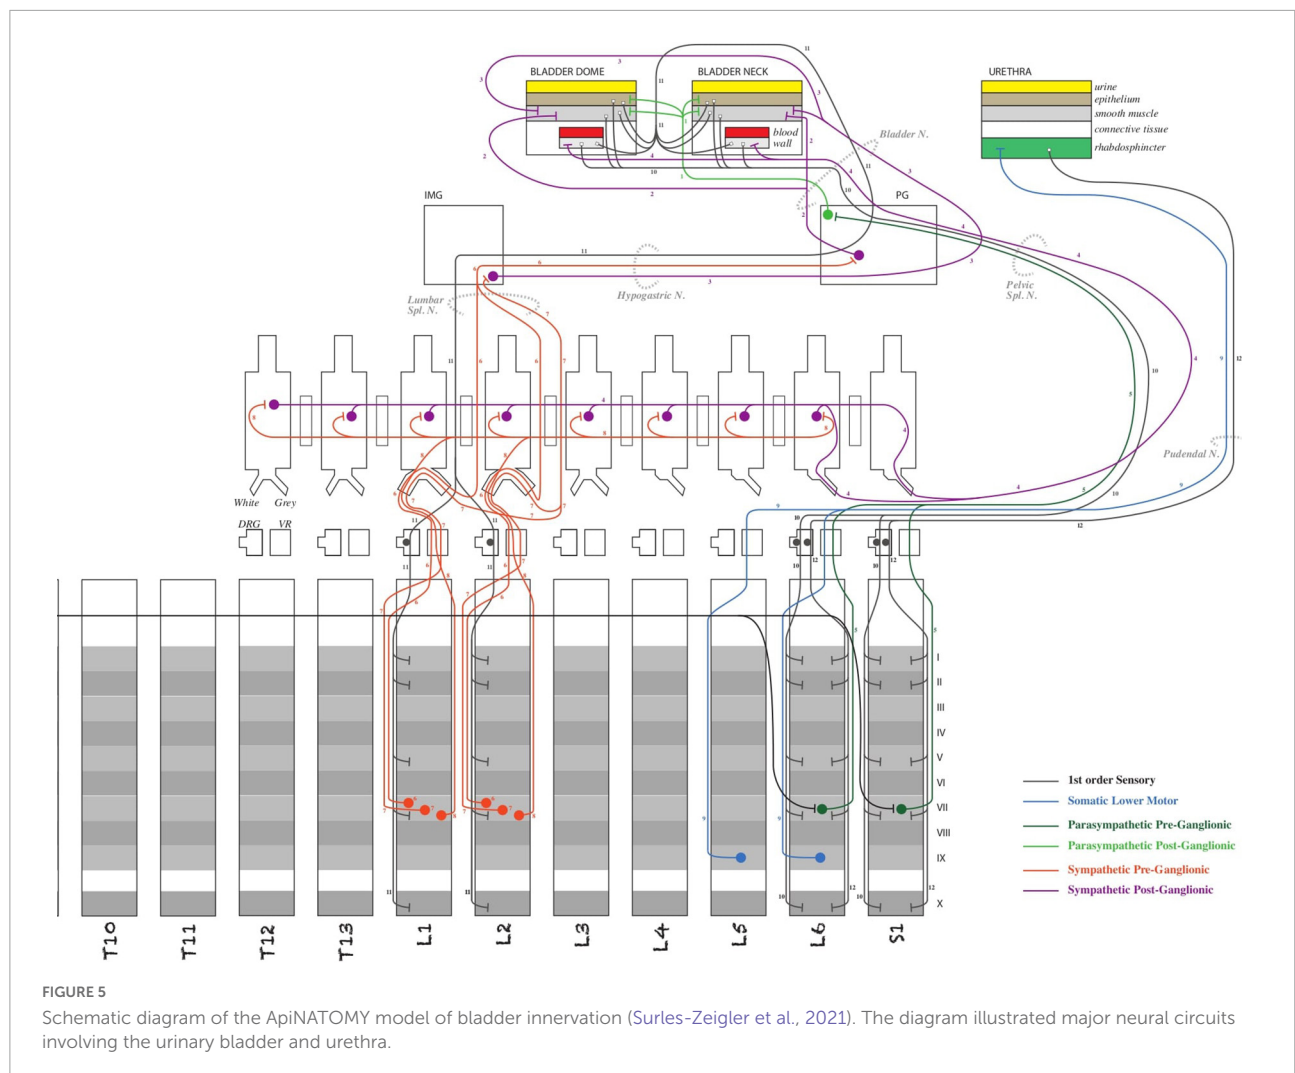 BLADDER DOME
BLADDER NECK
URETHRA
urine
epithelium
smooth muscle
connective tissue
rhabdosphincter
blood
wall
Bladder N.
IMG
PG
Lumbar
Spl. N.
Hypogastric N.
Pelvic
Spl. N.
Pudendal N.
White Grey
DRG VR
I
II
III
IV
V
VI
VII
VIII
IX
X
1st order Sensory
Somatic Lower Motor
Parasympathetic Pre-Ganglionic
Parasympathetic Post-Ganglionic
Sympathetic Pre-Ganglionic
Sympathetic Post-Ganglionic
T10 T11 T12 T13 L1 L2 L3 L4 L5 L6 S1
FIGURE 5
Schematic diagram of the ApiNATOMY model of bladder innervation (Surles-Zeigler et al., 2021). The diagram illustrated major neural circuits
involving the urinary bladder and urethra.